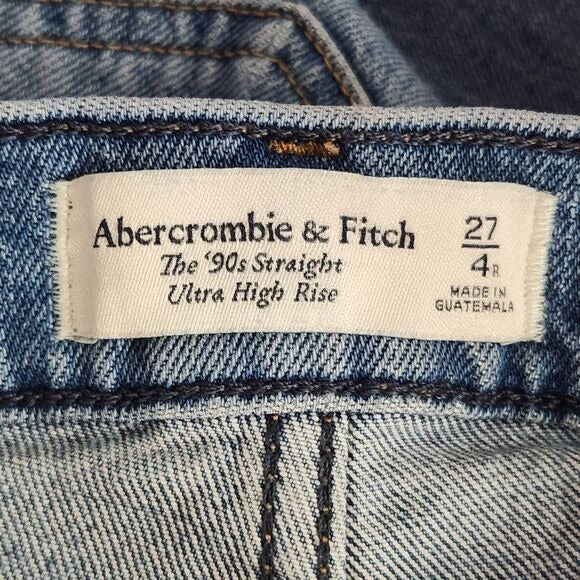 Abercrombie & Fitch
The '90s Straight
Ultra High Rise
27
4R
MADE IN
GUATEMALA